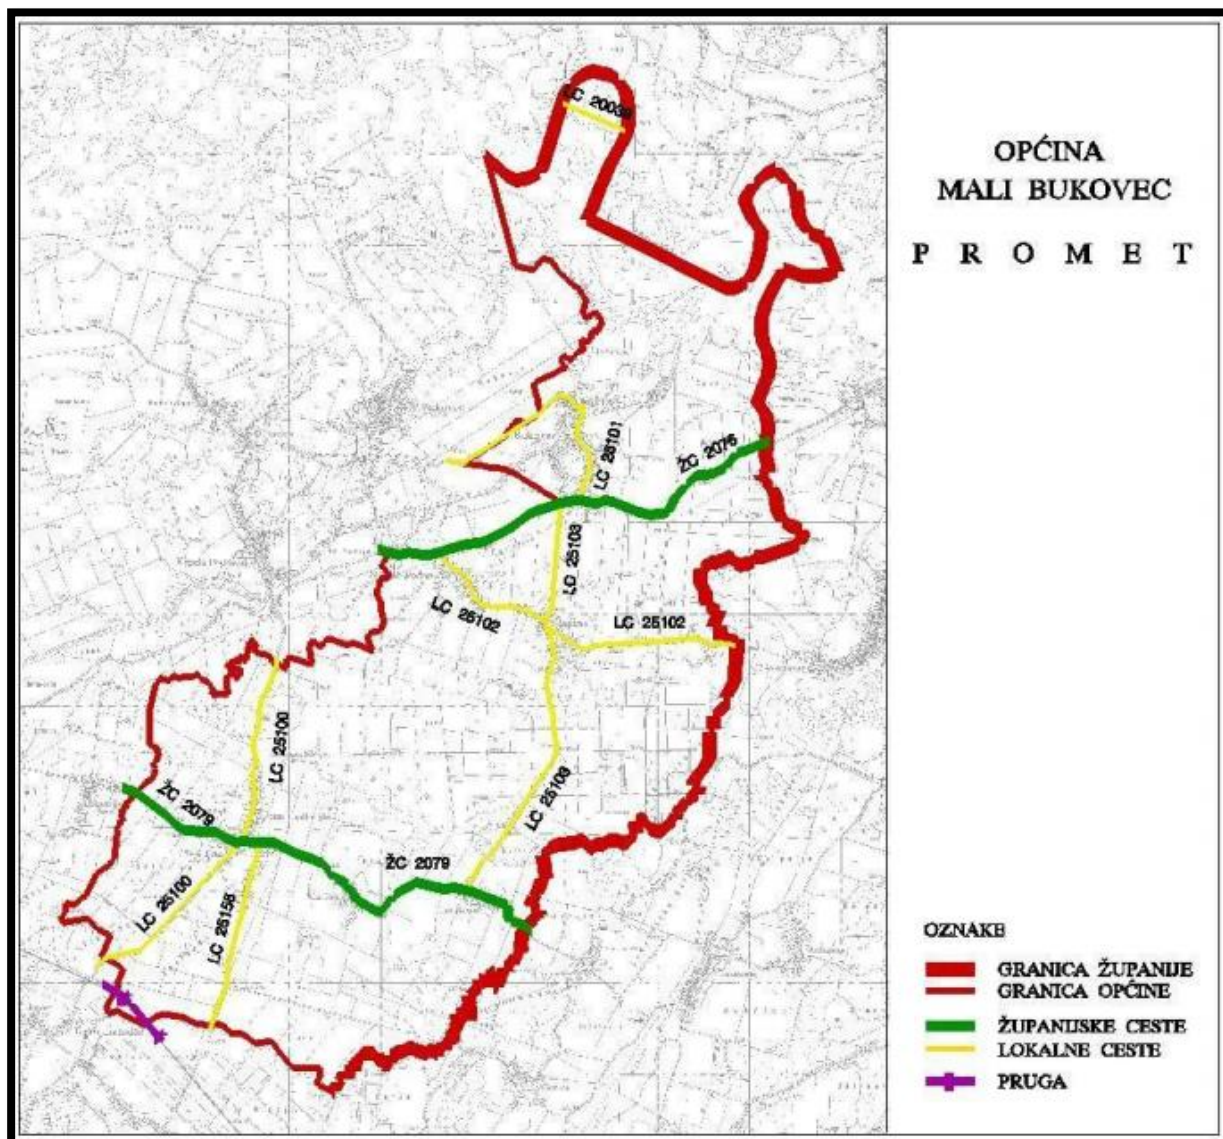 OPĆINA
MALI BUKOVEC
P R O M E T
LC 20039
LC 25101
ŽC 2076
LC 25103
LC 25102
LC 25102
LC 25100
LC 25103
ŽC 2079
ŽC 2079
LC 25100
LC 25158
OZNAKE
GRANICA ŽUPANIJE
GRANICA OPĆINE
ŽUPANIJSKE CESTE
LOKALNE CESTE
PRUGA